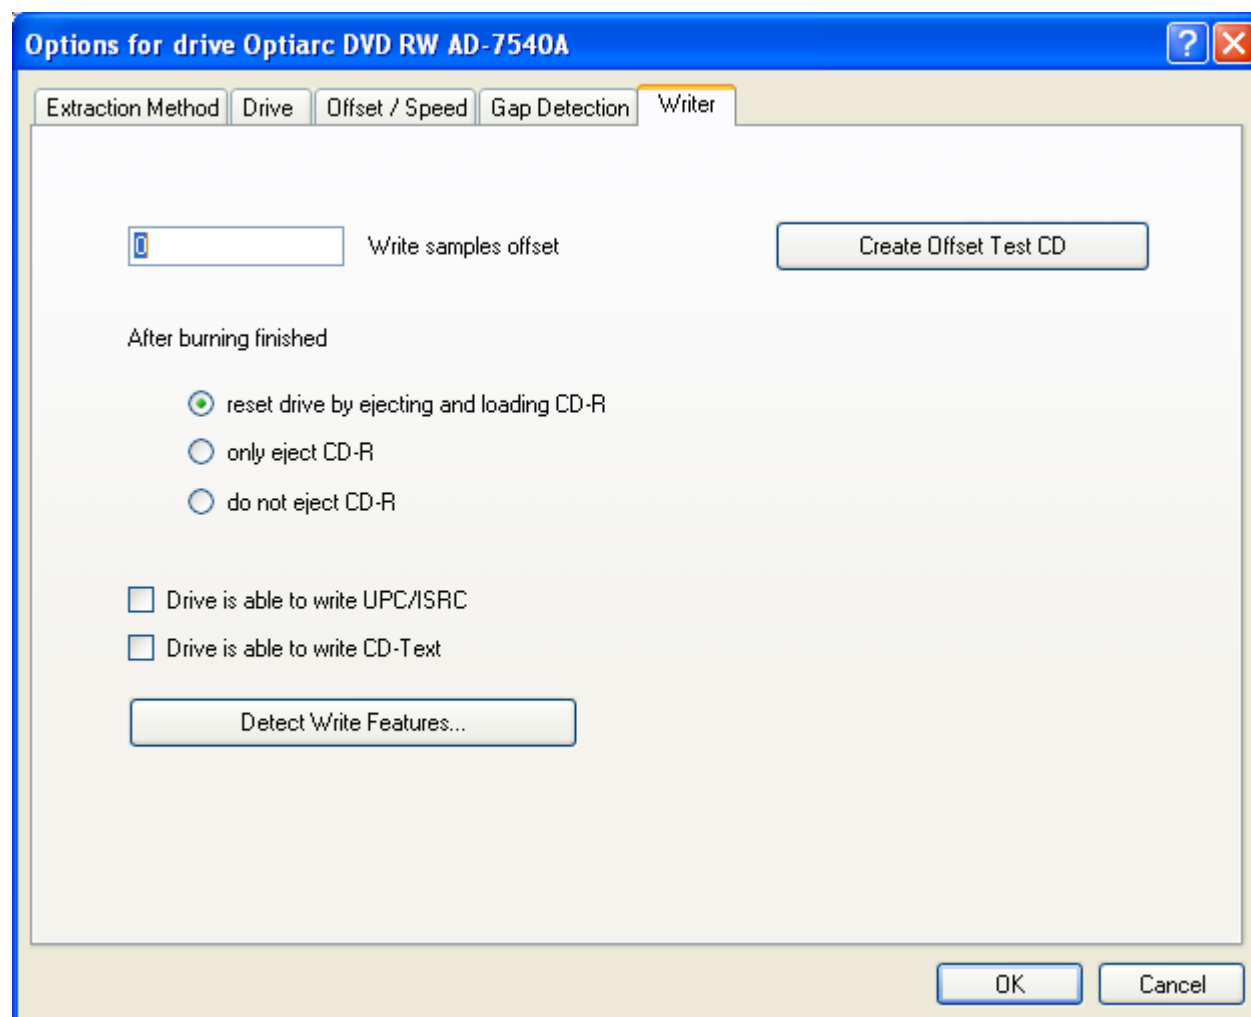 Options for drive Optiarc DVD RW AD-7540A
Extraction Method Drive Offset / Speed Gap Detection Writer
0 Write samples offset Create Offset Test CD
After burning finished
reset drive by ejecting and loading CD-R
only eject CD-R
do not eject CD-R
Drive is able to write UPC/ISRC
Drive is able to write CD-Text
Detect Write Features...
OK Cancel